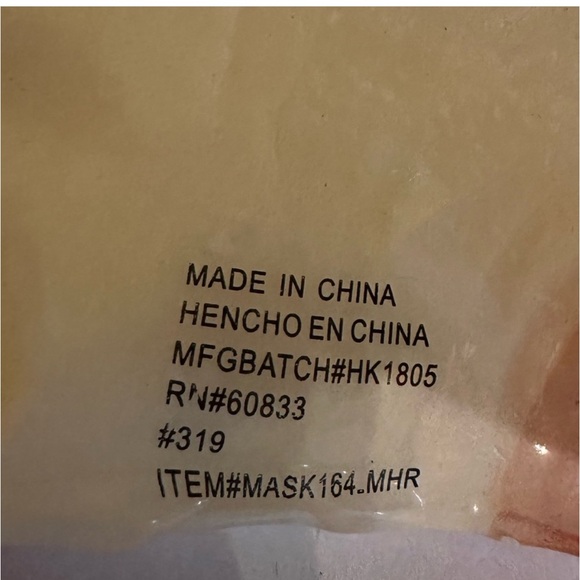 MADE IN CHINA
HENCHO EN CHINA
MFGBATCH#HK1805
RN#60833
#319
ITEM#MASK164.MHR